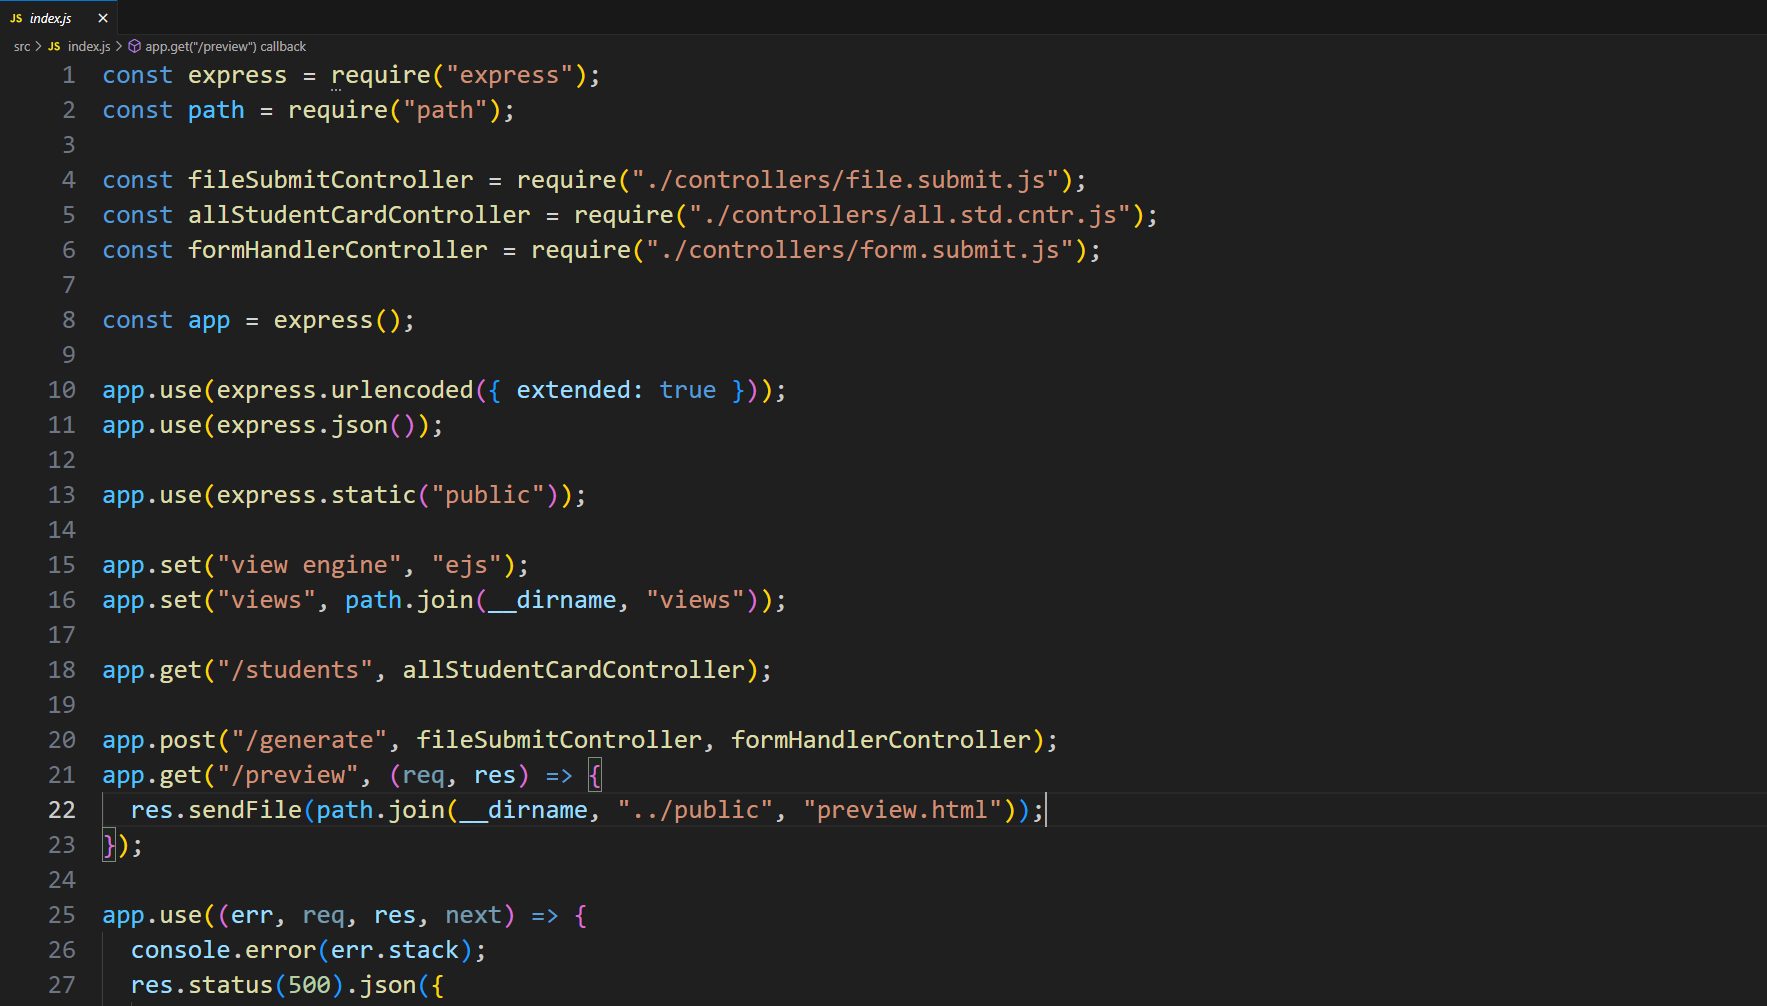 JS index.js ×
src > JS index.js > app.get("/preview") callback
1 const express = require("express");
2 const path = require("path");
3
4 const fileSubmitController = require("./controllers/file.submit.js");
5 const allStudentCardController = require("./controllers/all.std.cntr.js");
6 const formHandlerController = require("./controllers/form.submit.js");
7
8 const app = express();
9
10 app.use(express.urlencoded({ extended: true }));
11 app.use(express.json());
12
13 app.use(express.static("public"));
14
15 app.set("view engine", "ejs");
16 app.set("views", path.join(__dirname, "views"));
17
18 app.get("/students", allStudentCardController);
19
20 app.post("/generate", fileSubmitController, formHandlerController);
21 app.get("/preview", (req, res) => {
22   res.sendFile(path.join(__dirname, "../public", "preview.html"));
23 });
24
25 app.use((err, req, res, next) => {
26   console.error(err.stack);
27   res.status(500).json({